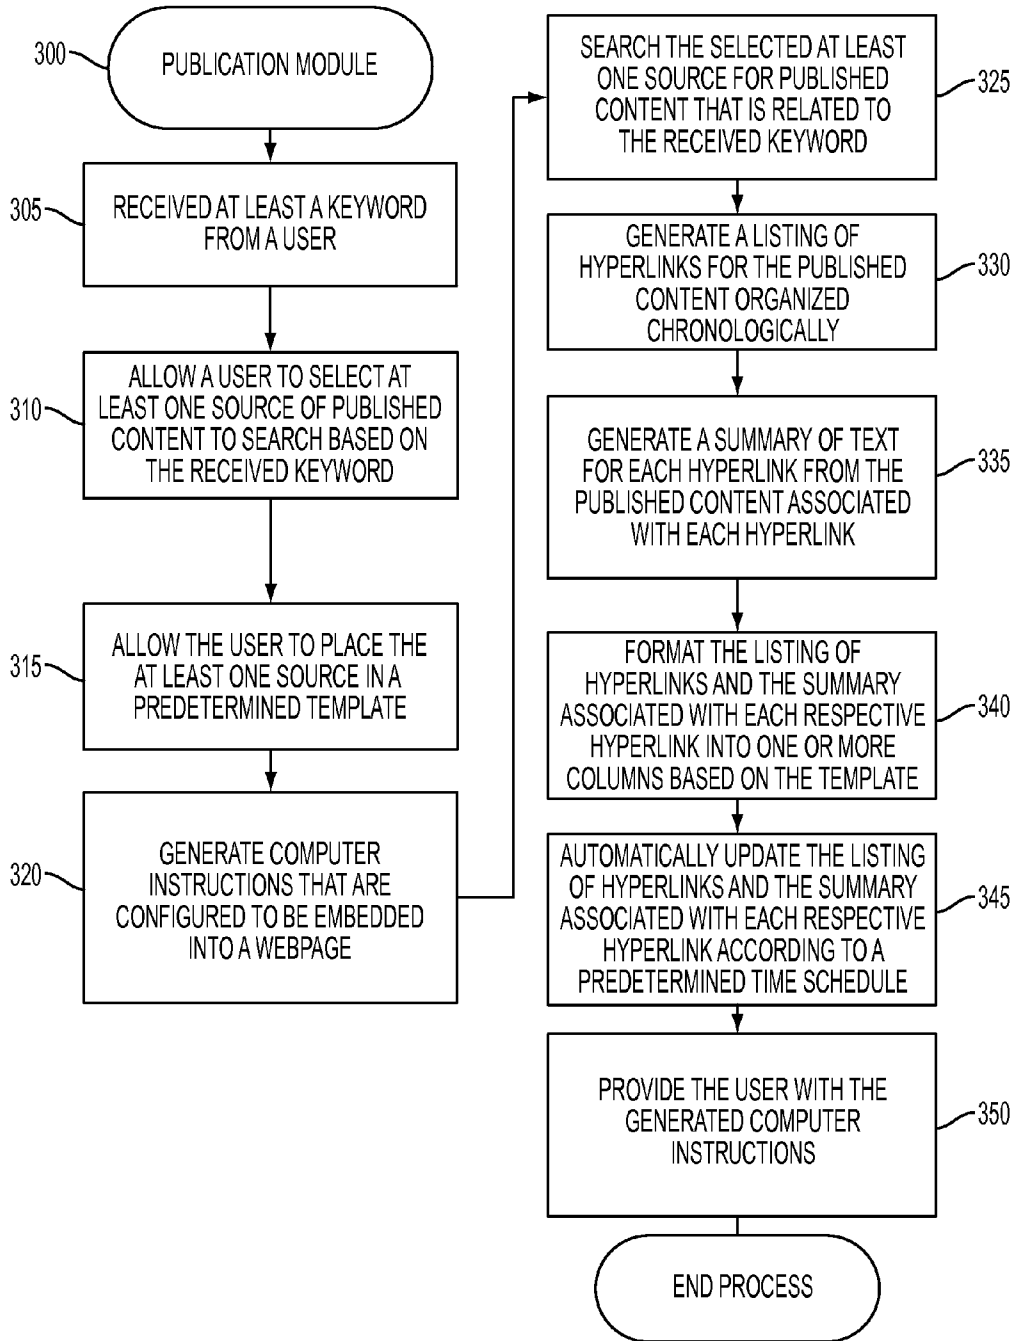 300
PUBLICATION MODULE
305
RECEIVED AT LEAST A KEYWORD
FROM A USER
310
ALLOW A USER TO SELECT AT
LEAST ONE SOURCE OF PUBLISHED
CONTENT TO SEARCH BASED ON
THE RECEIVED KEYWORD
315
ALLOW THE USER TO PLACE THE
AT LEAST ONE SOURCE IN A
PREDETERMINED TEMPLATE
320
GENERATE COMPUTER
INSTRUCTIONS THAT ARE
CONFIGURED TO BE EMBEDDED
INTO A WEBPAGE
SEARCH THE SELECTED AT LEAST
ONE SOURCE FOR PUBLISHED
CONTENT THAT IS RELATED TO
THE RECEIVED KEYWORD
325
GENERATE A LISTING OF
HYPERLINKS FOR THE PUBLISHED
CONTENT ORGANIZED
CHRONOLOGICALLY
330
GENERATE A SUMMARY OF TEXT
FOR EACH HYPERLINK FROM THE
PUBLISHED CONTENT ASSOCIATED
WITH EACH HYPERLINK
335
FORMAT THE LISTING OF
HYPERLINKS AND THE SUMMARY
ASSOCIATED WITH EACH RESPECTIVE
HYPERLINK INTO ONE OR MORE
COLUMNS BASED ON THE TEMPLATE
340
AUTOMATICALLY UPDATE THE LISTING
OF HYPERLINKS AND THE SUMMARY
ASSOCIATED WITH EACH RESPECTIVE
HYPERLINK ACCORDING TO A
PREDETERMINED TIME SCHEDULE
345
PROVIDE THE USER WITH THE
GENERATED COMPUTER
INSTRUCTIONS
350
END PROCESS